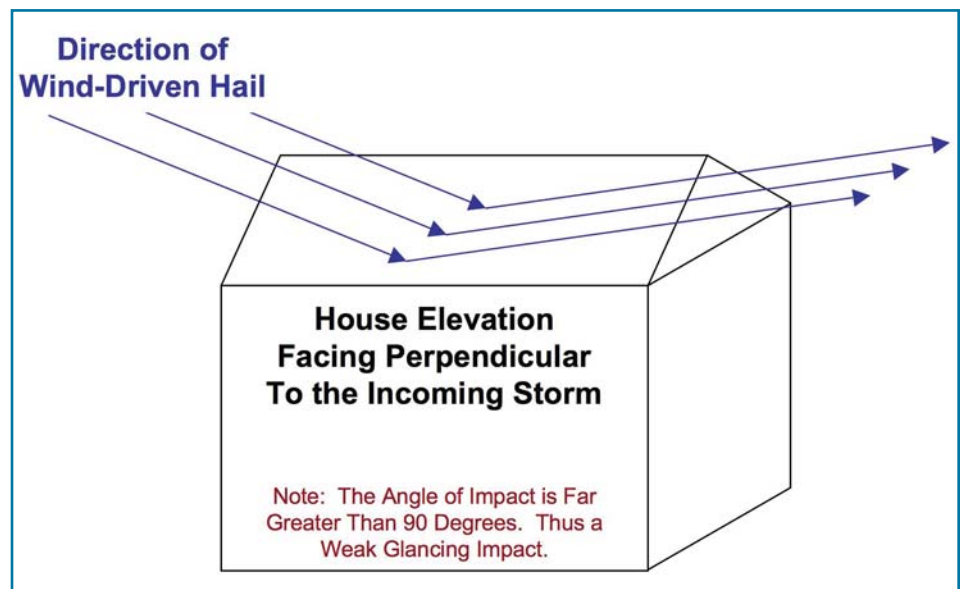 Direction of
Wind-Driven Hail
House Elevation
Facing Perpendicular
To the Incoming Storm
Note:  The Angle of Impact is Far
Greater Than 90 Degrees.  Thus a
Weak Glancing Impact.